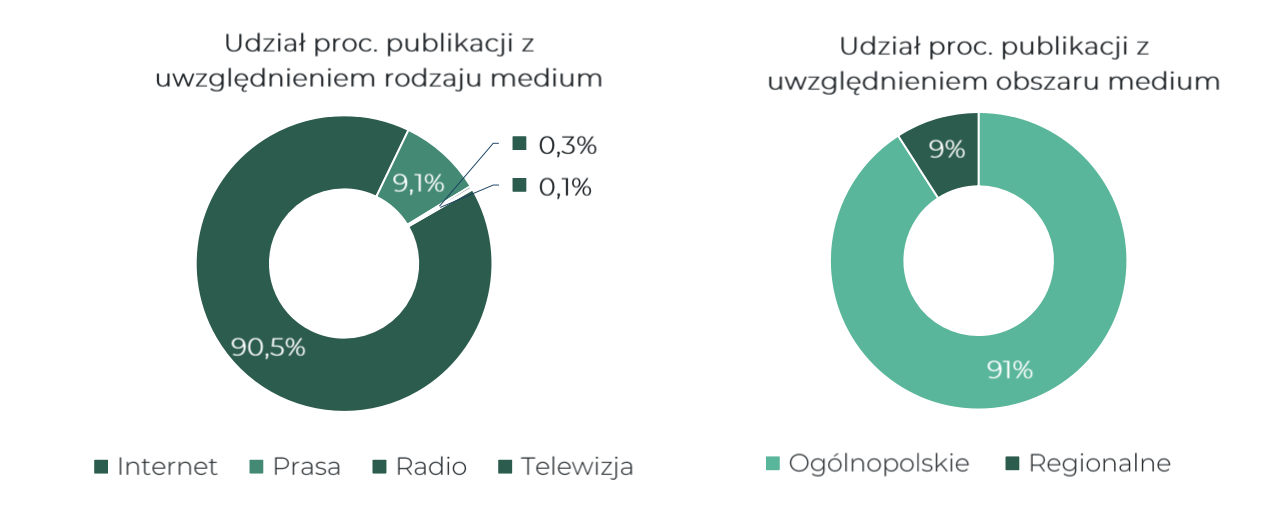 Udział proc. publikacji z
uwzględnieniem rodzaju medium
0,3%
0,1%
9,1%
90,5%
Internet
Prasa
Radio
Telewizja
Udział proc. publikacji z
uwzględnieniem obszaru medium
9%
91%
Ogólnopolskie
Regionalne